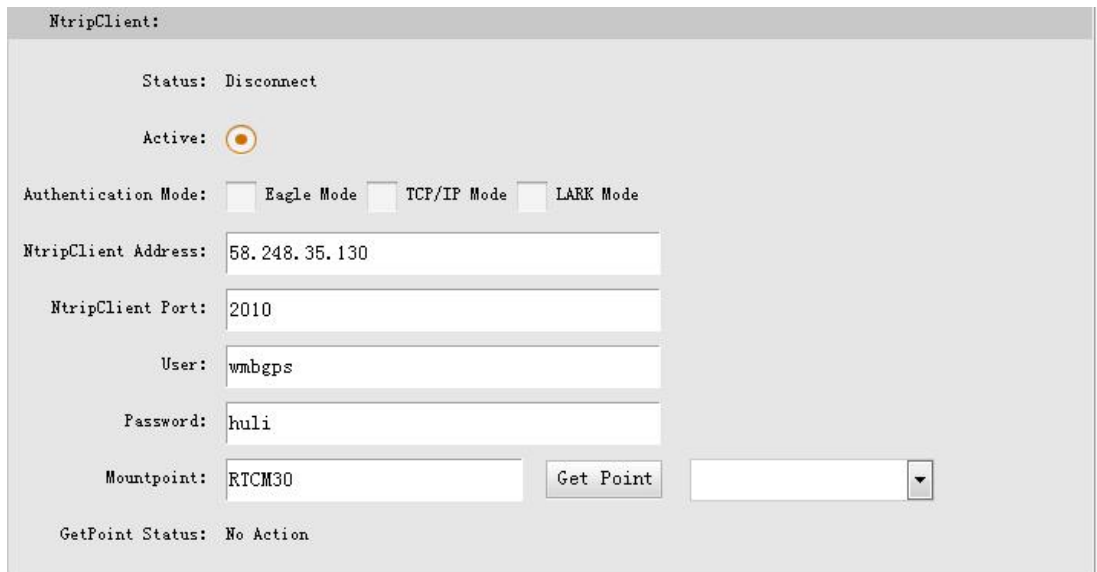 NtripClient:
Status: Disconnect
Active:
Authentication Mode: Eagle Mode TCP/IP Mode LARK Mode
NtripClient Address: 58.248.35.130
NtripClient Port: 2010
User: wmbgps
Password: huli
Mountpoint: RTCM30 Get Point
GetPoint Status: No Action